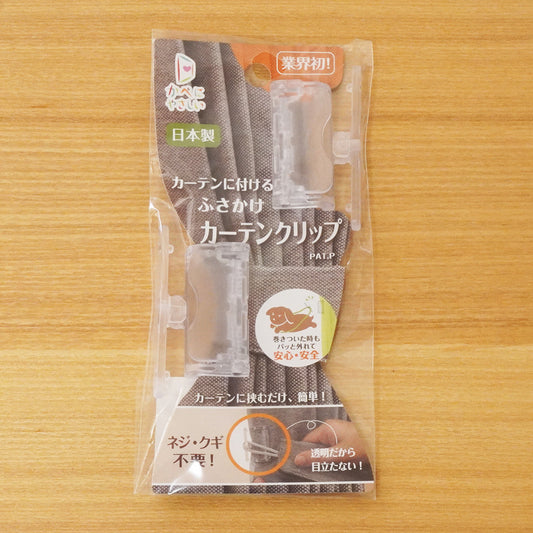 業界初!
かべに
やさしい
日本製
カーテンに付ける
ふさかけ
カーテンクリップ
PAT.P
巻きついた時も
パッと外れて
安心・安全
カーテンに挟むだけ、簡単!
ネジ・クギ
不要!
透明だから
目立たない!